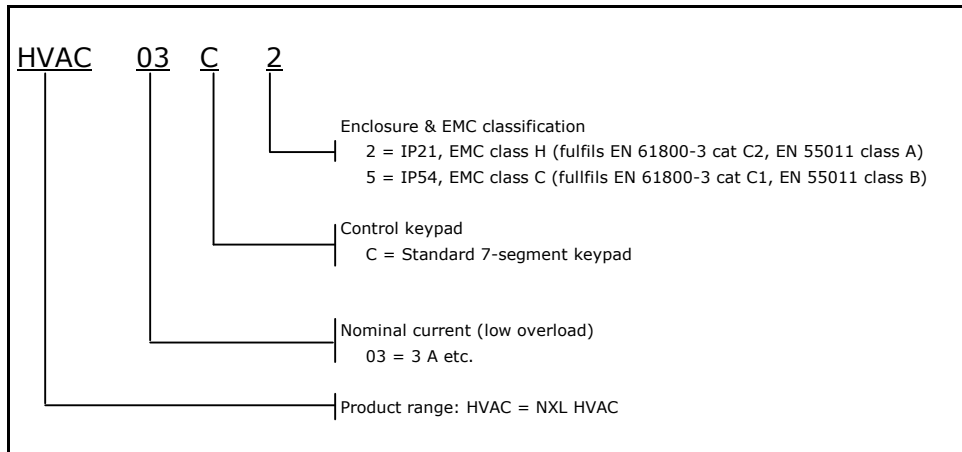 HVAC 03 C 2
Enclosure & EMC classification
2 = IP21, EMC class H (fulfils EN 61800-3 cat C2, EN 55011 class A)
5 = IP54, EMC class C (fullfils EN 61800-3 cat C1, EN 55011 class B)
Control keypad
C = Standard 7-segment keypad
Nominal current (low overload)
03 = 3 A etc.
Product range: HVAC = NXL HVAC